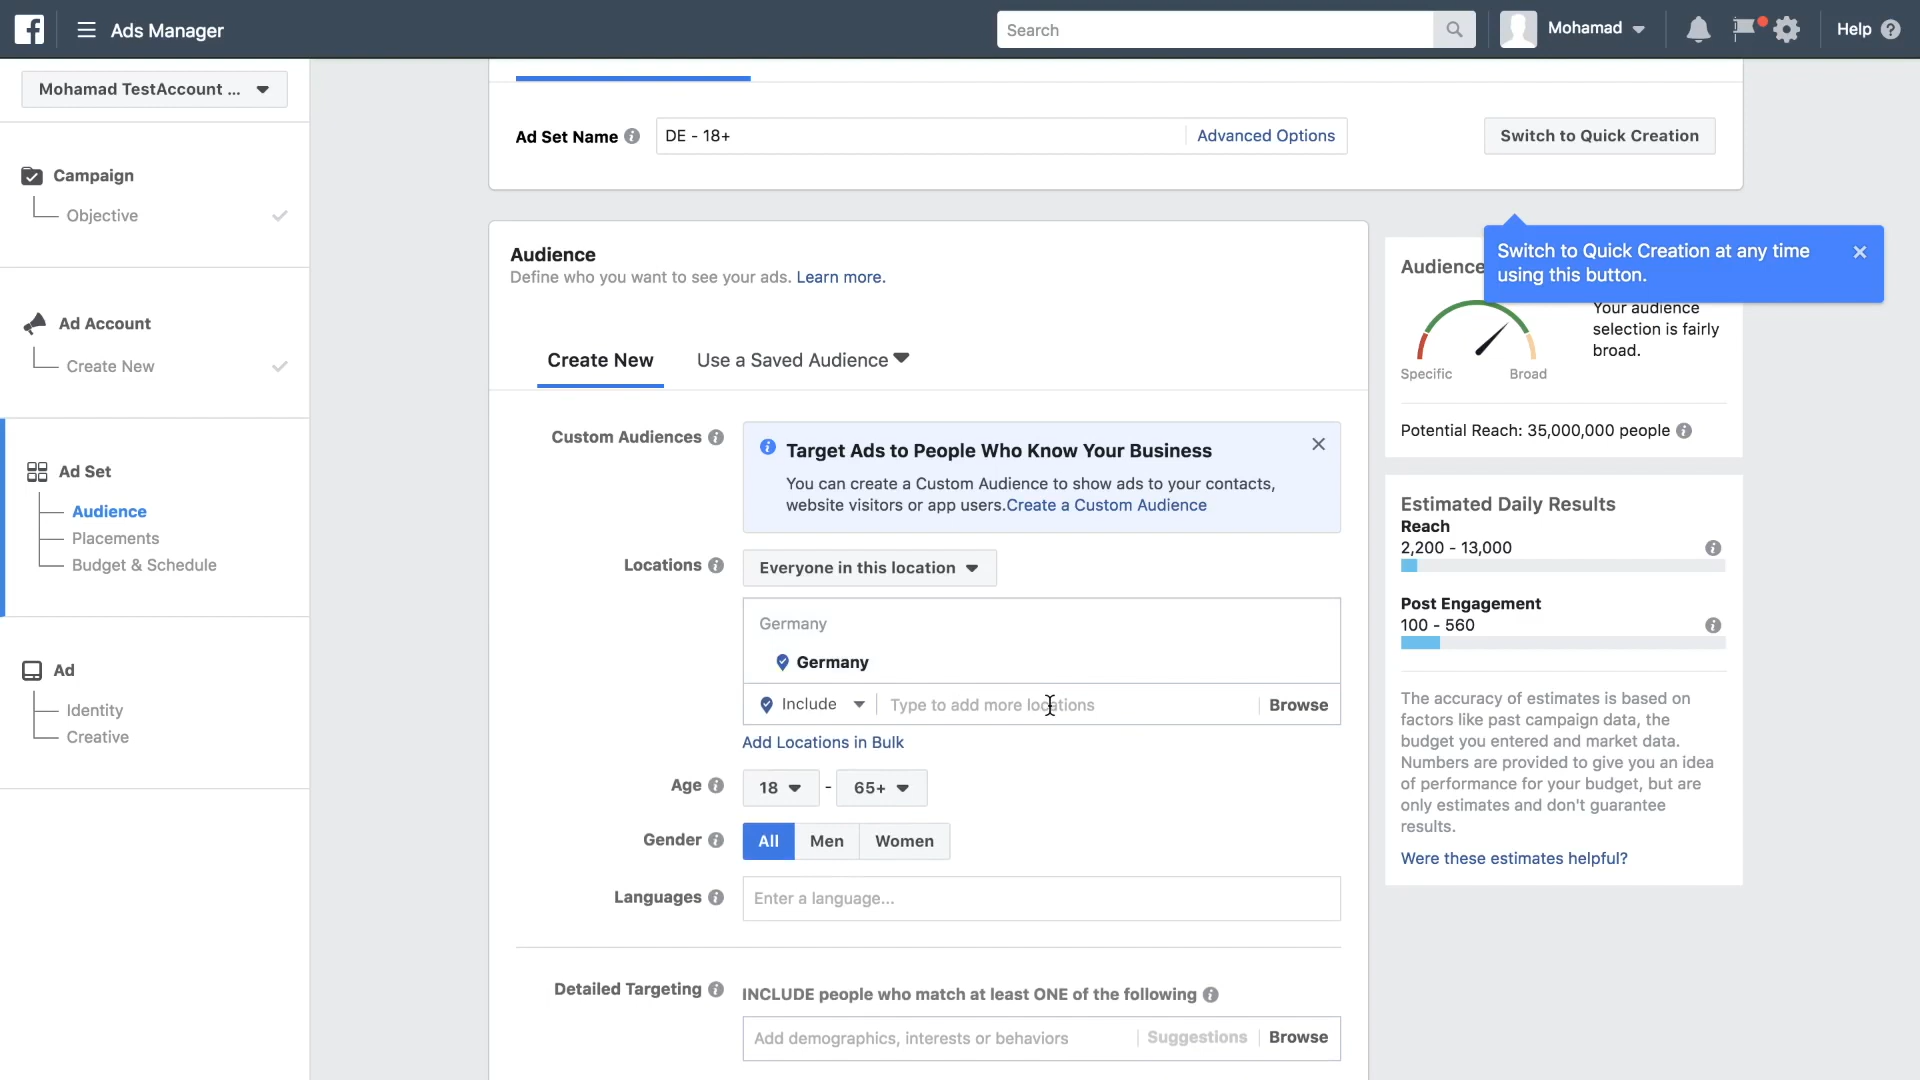 Ads Manager
Search
Mohamad
Help
Mohamad TestAccount ...
Campaign
Objective
Ad Account
Create New
Ad Set
Audience
Placements
Budget & Schedule
Ad
Identity
Creative
Ad Set Name
DE - 18+
Advanced Options
Switch to Quick Creation
Audience
Define who you want to see your ads. Learn more.
Create New
Use a Saved Audience
Custom Audiences
Target Ads to People Who Know Your Business
You can create a Custom Audience to show ads to your contacts,
website visitors or app users.Create a Custom Audience
Locations
Everyone in this location
Germany
Germany
Include
Type to add more locations
Browse
Add Locations in Bulk
Age
18
-
65+
Gender
All
Men
Women
Languages
Enter a language...
Detailed Targeting
INCLUDE people who match at least ONE of the following
Add demographics, interests or behaviors
Suggestions
Browse
Switch to Quick Creation at any time
using this button.
Audience
Your audience
selection is fairly
broad.
Specific
Broad
Potential Reach: 35,000,000 people
Estimated Daily Results
Reach
2,200 - 13,000
Post Engagement
100 - 560
The accuracy of estimates is based on
factors like past campaign data, the
budget you entered and market data.
Numbers are provided to give you an idea
of performance for your budget, but are
only estimates and don't guarantee
results.
Were these estimates helpful?